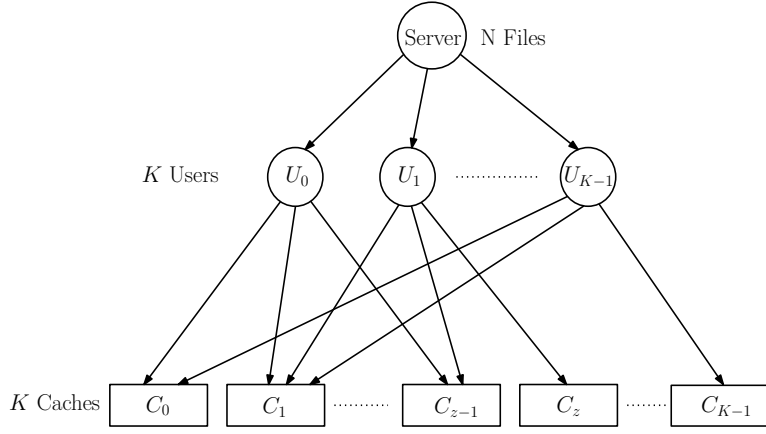 Server N Files
K Users U_0 U_1 U_{K-1}
K Caches C_0 C_1 C_{z-1} C_z C_{K-1}